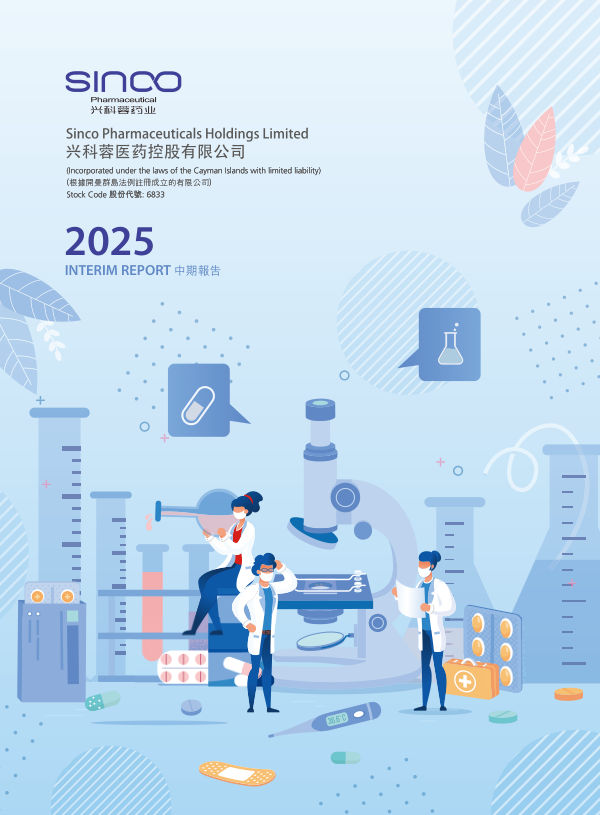 SINCO
Pharmaceutical
兴科蓉药业
Sinco Pharmaceuticals Holdings Limited
兴科蓉医药控股有限公司
(Incorporated under the laws of the Cayman Islands with limited liability)
(根據開曼群島法例註冊成立的有限公司)
Stock Code 股份代號: 6833
2025
INTERIM REPORT 中期報告
36.6°C